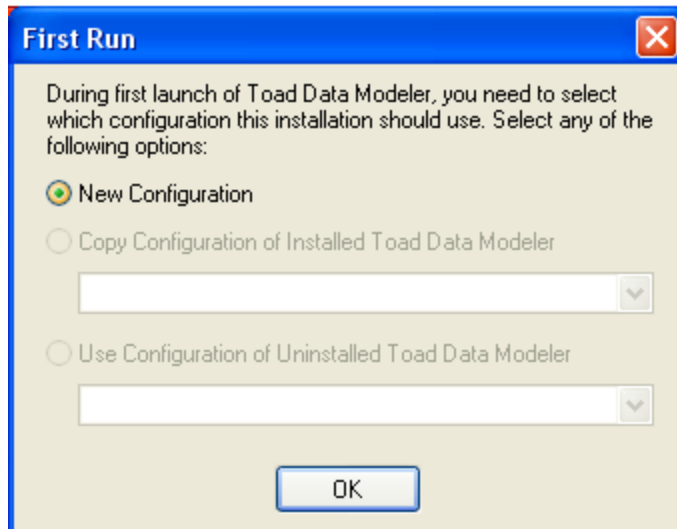 First Run
During first launch of Toad Data Modeler, you need to select
which configuration this installation should use. Select any of the
following options:
New Configuration
Copy Configuration of Installed Toad Data Modeler
Use Configuration of Uninstalled Toad Data Modeler
OK